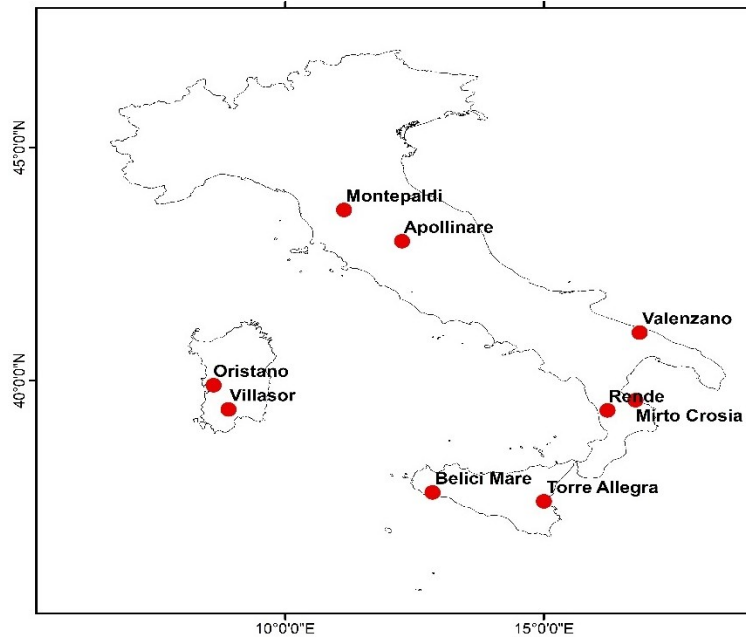 45°0'0"N
Montepaldi
Apollinare
Valenzano
40°0'0"N
Oristano
Villasor
Rende
Mirto Crosia
Belici Mare
Torre Allegra
10°0'0"E
15°0'0"E